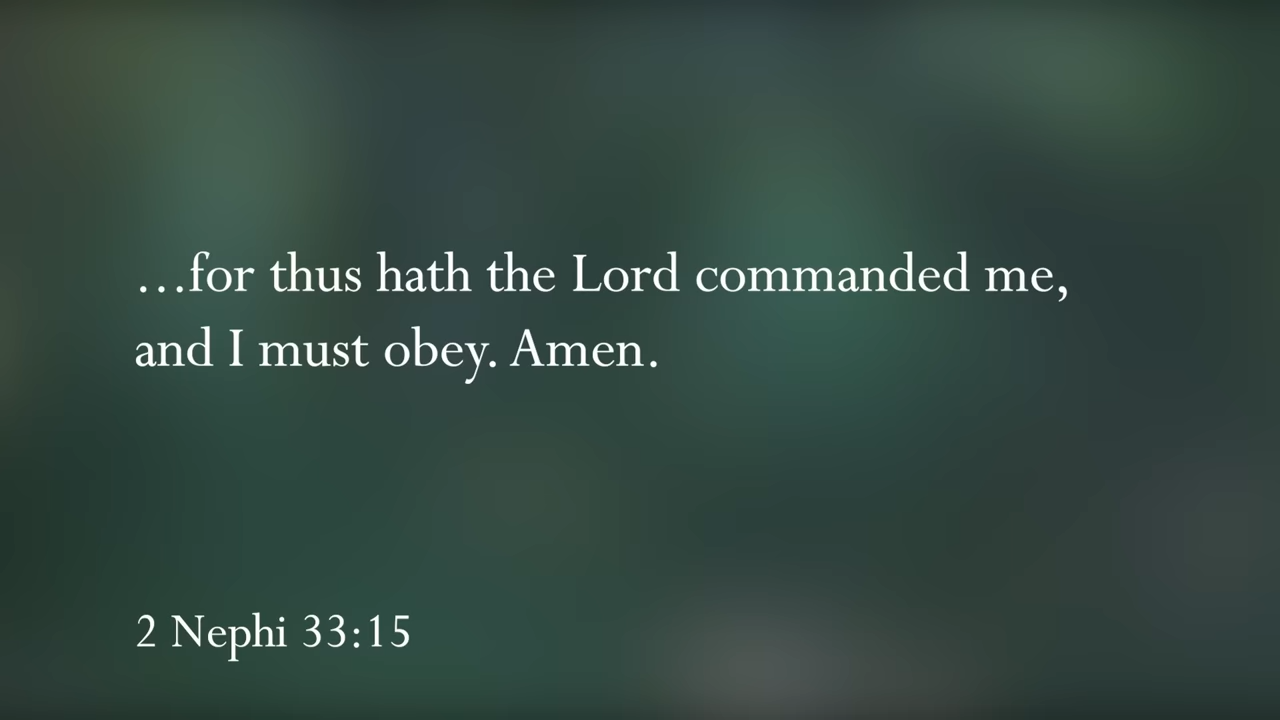 …for thus hath the Lord commanded me,
and I must obey. Amen.
2 Nephi 33:15